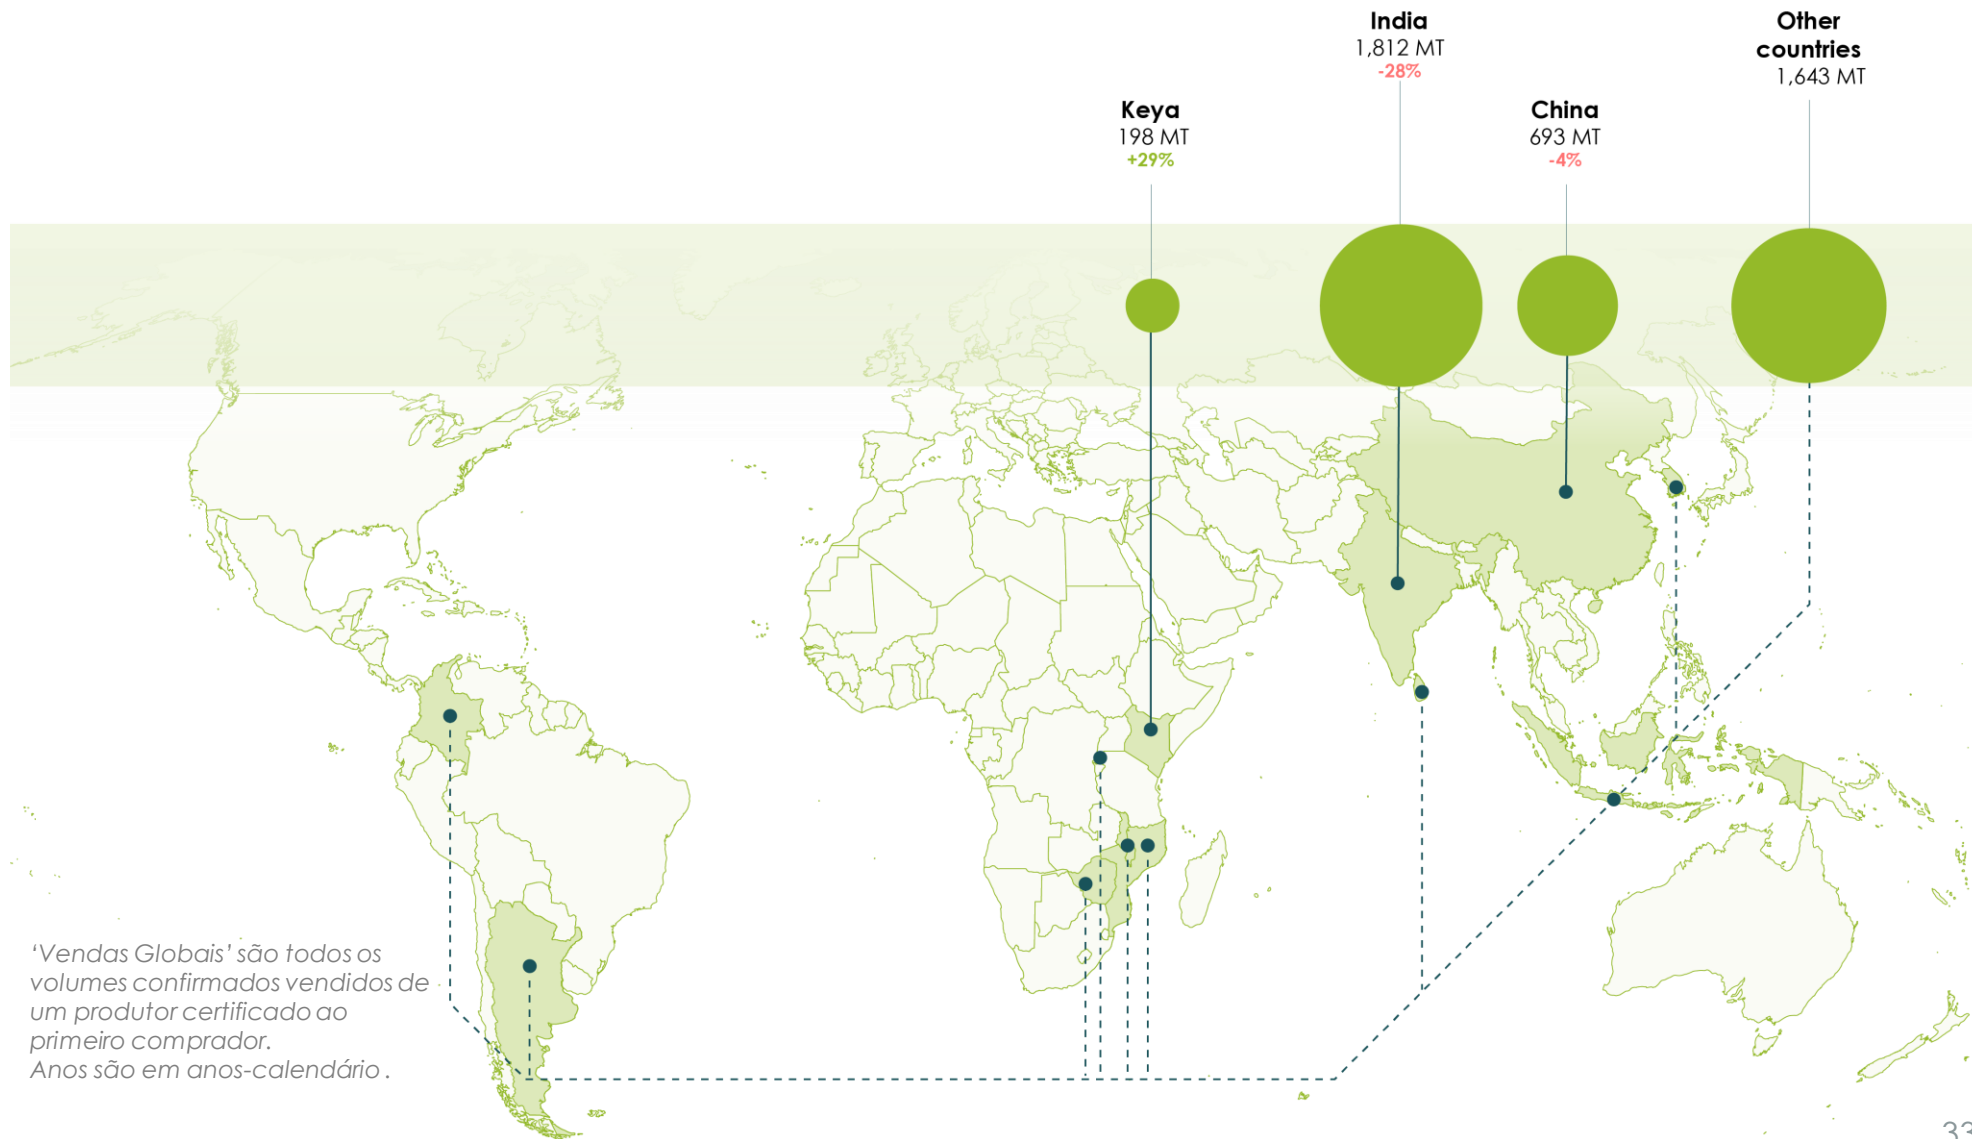 India
1,812 MT
-28%
Other
countries
1,643 MT
Keya
198 MT
+29%
China
693 MT
-4%
‘Vendas Globais’ são todos os
volumes confirmados vendidos de
um produtor certificado ao
primeiro comprador.
Anos são em anos-calendário .
33